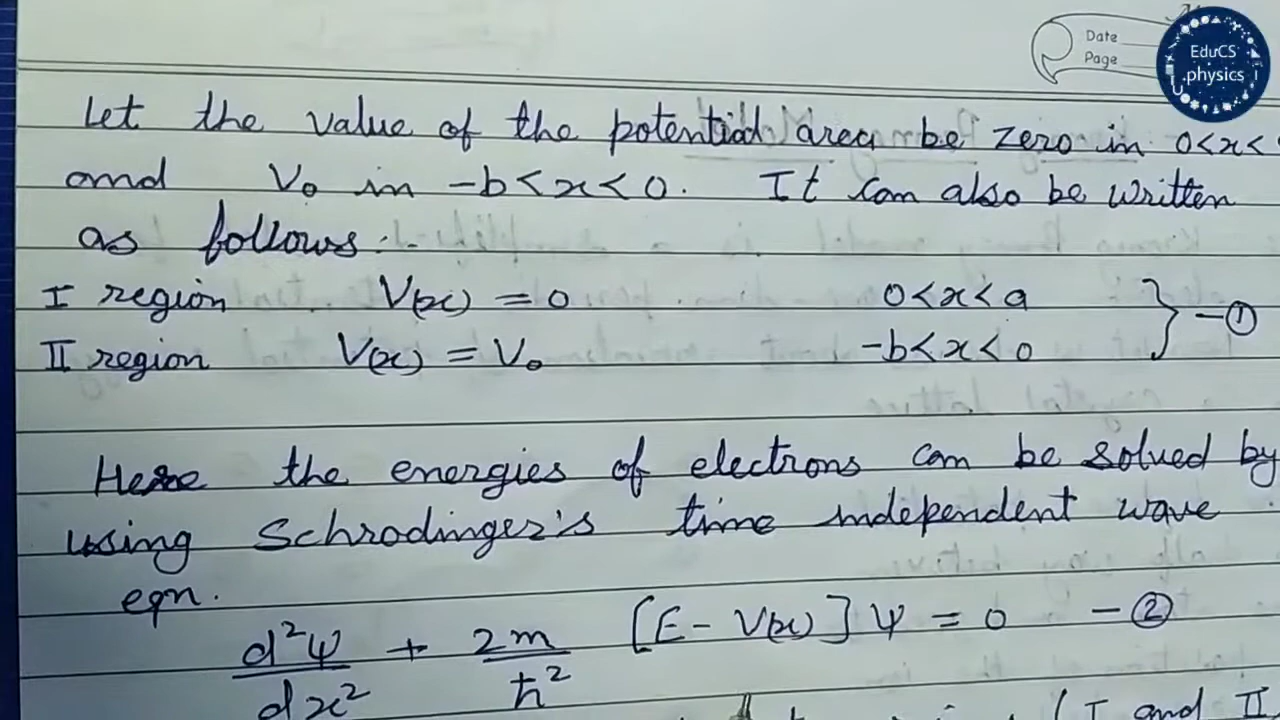 Date
Page
EduCS
.physics
Let the value of the potential area be zero in 0<x<
and V₀ in -b<x<0. It can also be written
as follows:-
I region V(x) = 0 0<x<a
II region V(x) = V₀ -b<x<0 } -①
Here the energies of electrons can be solved by
using Schrodinger's time independent wave
eqn.
d²ψ/dx² + 2m/ħ² [E - V(x)] ψ = 0 -②
(I and II